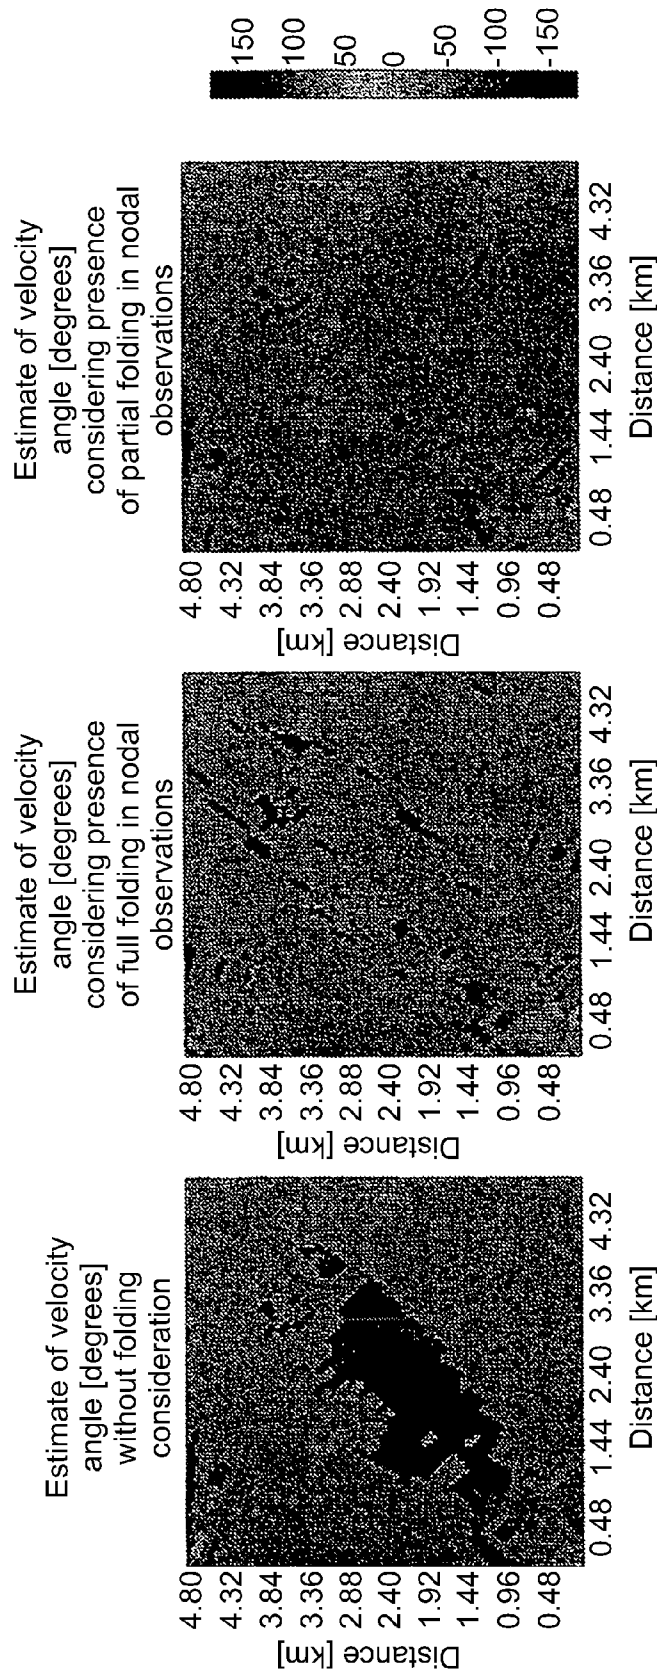 Estimate of velocity
angle [degrees]
without folding
consideration
4.80
4.32
3.84
3.36
2.88
2.40
1.92
1.44
0.96
0.48
Distance [km]
0.48 1.44 2.40 3.36 4.32
Distance [km]
Estimate of velocity
angle [degrees]
considering presence
of full folding in nodal
observations
4.80
4.32
3.84
3.36
2.88
2.40
1.92
1.44
0.96
0.48
Distance [km]
0.48 1.44 2.40 3.36 4.32
Distance [km]
Estimate of velocity
angle [degrees]
considering presence
of partial folding in nodal
observations
4.80
4.32
3.84
3.36
2.88
2.40
1.92
1.44
0.96
0.48
Distance [km]
0.48 1.44 2.40 3.36 4.32
Distance [km]
150
100
50
0
-50
-100
-150